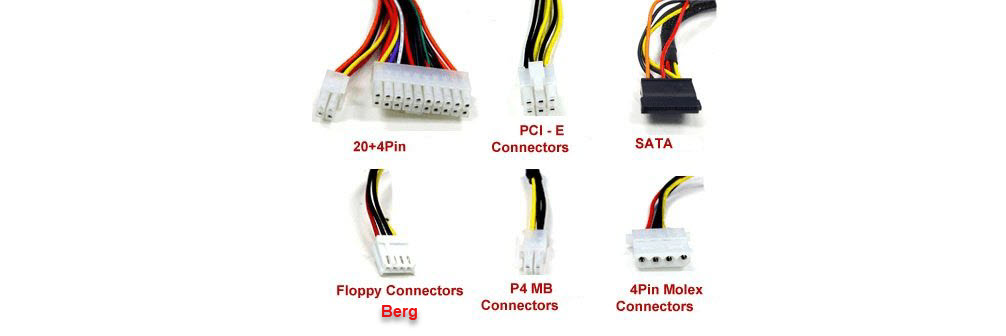 20+4Pin
PCI - E
Connectors
SATA
Floppy Connectors
Berg
P4 MB
Connectors
4Pin Molex
Connectors